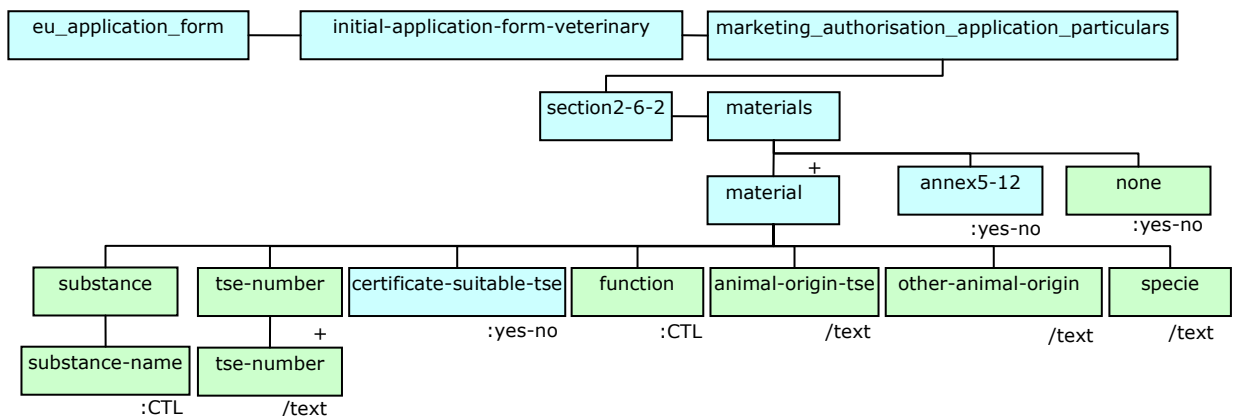 eu_application_form
initial-application-form-veterinary
marketing_authorisation_application_particulars
section2-6-2
materials
+
material
annex5-12
none
:yes-no
:yes-no
substance
tse-number
certificate-suitable-tse
function
animal-origin-tse
other-animal-origin
specie
+
:yes-no
:CTL
/text
/text
/text
substance-name
tse-number
:CTL
/text